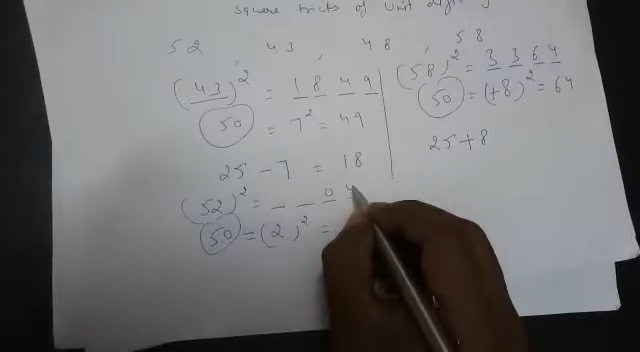 square tricks of unit digit 5
52 , 43 , 48 , 58
(43)² = 1 8 4 9
50 = 7² = 49
25 - 7 = 18
(52)² = _ _ 0 4
50 = (2)² =
(58)² = 3 3 6 4
50 = (+8)² = 64
25 + 8